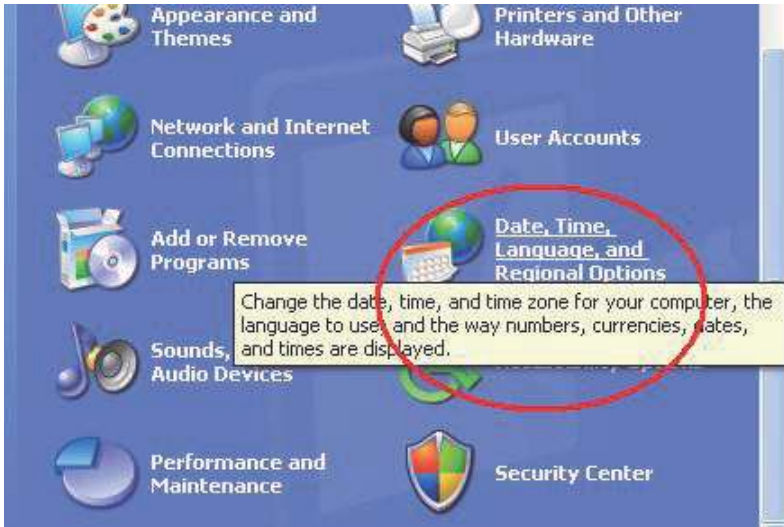 Appearance and
Themes
Printers and Other
Hardware
Network and Internet
Connections
User Accounts
Add or Remove
Programs
Date, Time,
Language, and
Regional Options
Change the date, time, and time zone for your computer, the
language to use, and the way numbers, currencies, dates,
and times are displayed.
Sounds,
Audio Devices
Performance and
Maintenance
Security Center